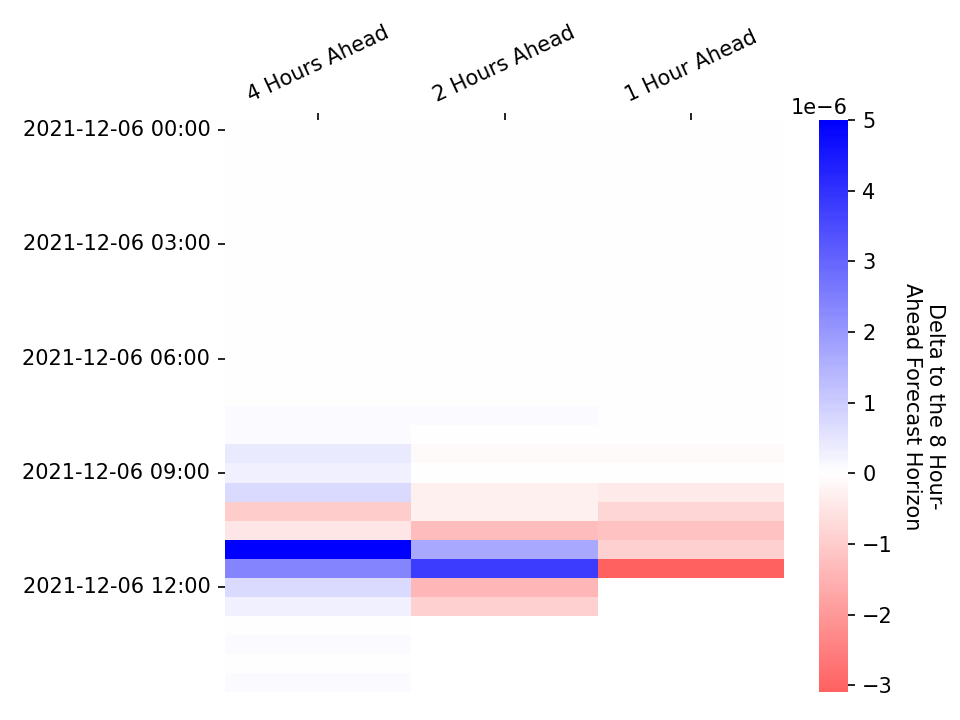 4 Hours Ahead
2 Hours Ahead
1 Hour Ahead
2021-12-06 00:00
2021-12-06 03:00
2021-12-06 06:00
2021-12-06 09:00
2021-12-06 12:00
1e−6
5
4
3
2
1
0
−1
−2
−3
Delta to the 8 Hour-
Ahead Forecast Horizon